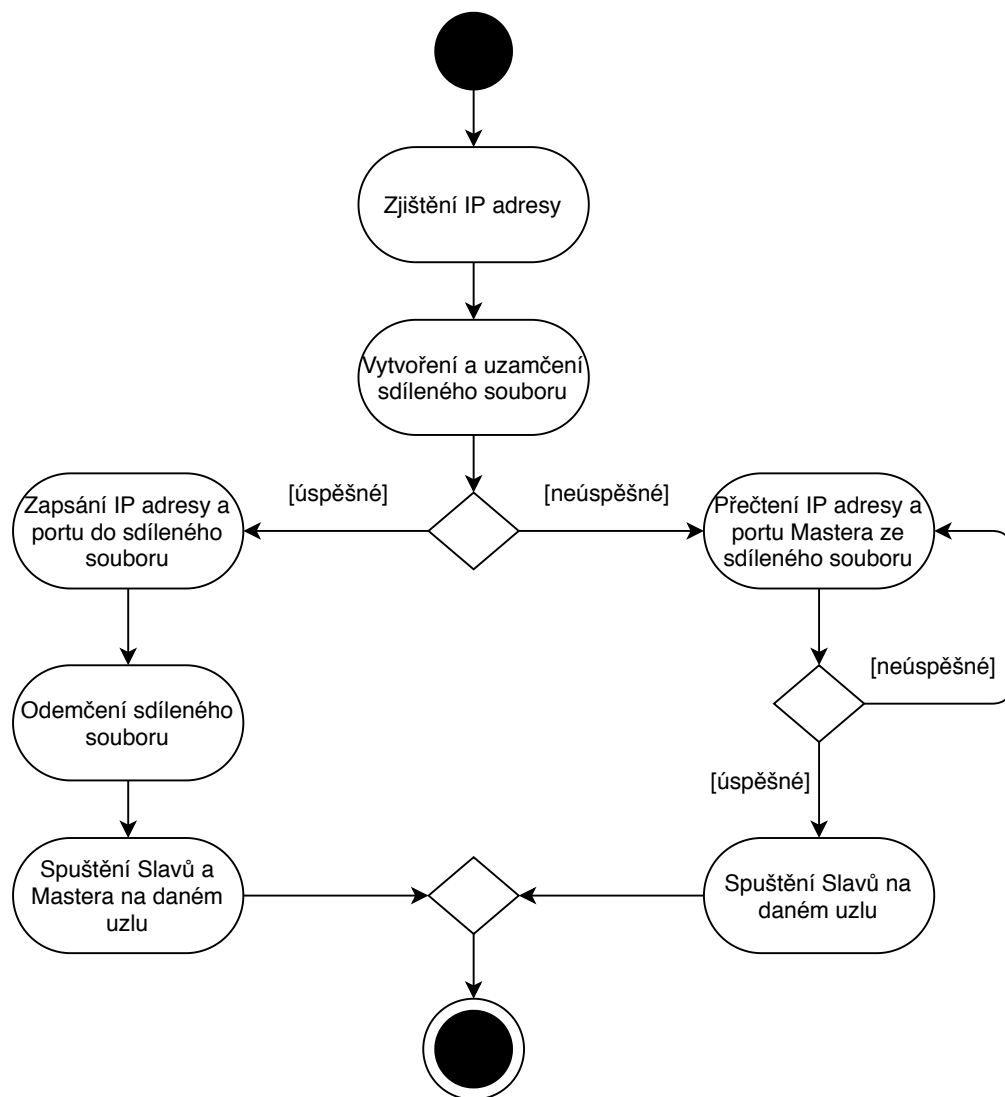 Zjištění IP adresy
Vytvoření a uzamčení
sdíleného souboru
[úspěšné]
[neúspěšné]
Zapsání IP adresy a
portu do sdíleného
souboru
Přečtení IP adresy a
portu Mastera ze
sdíleného souboru
[neúspěšné]
Odemčení sdíleného
souboru
[úspěšné]
Spuštění Slavů a
Mastera na daném
uzlu
Spuštění Slavů na
daném uzlu